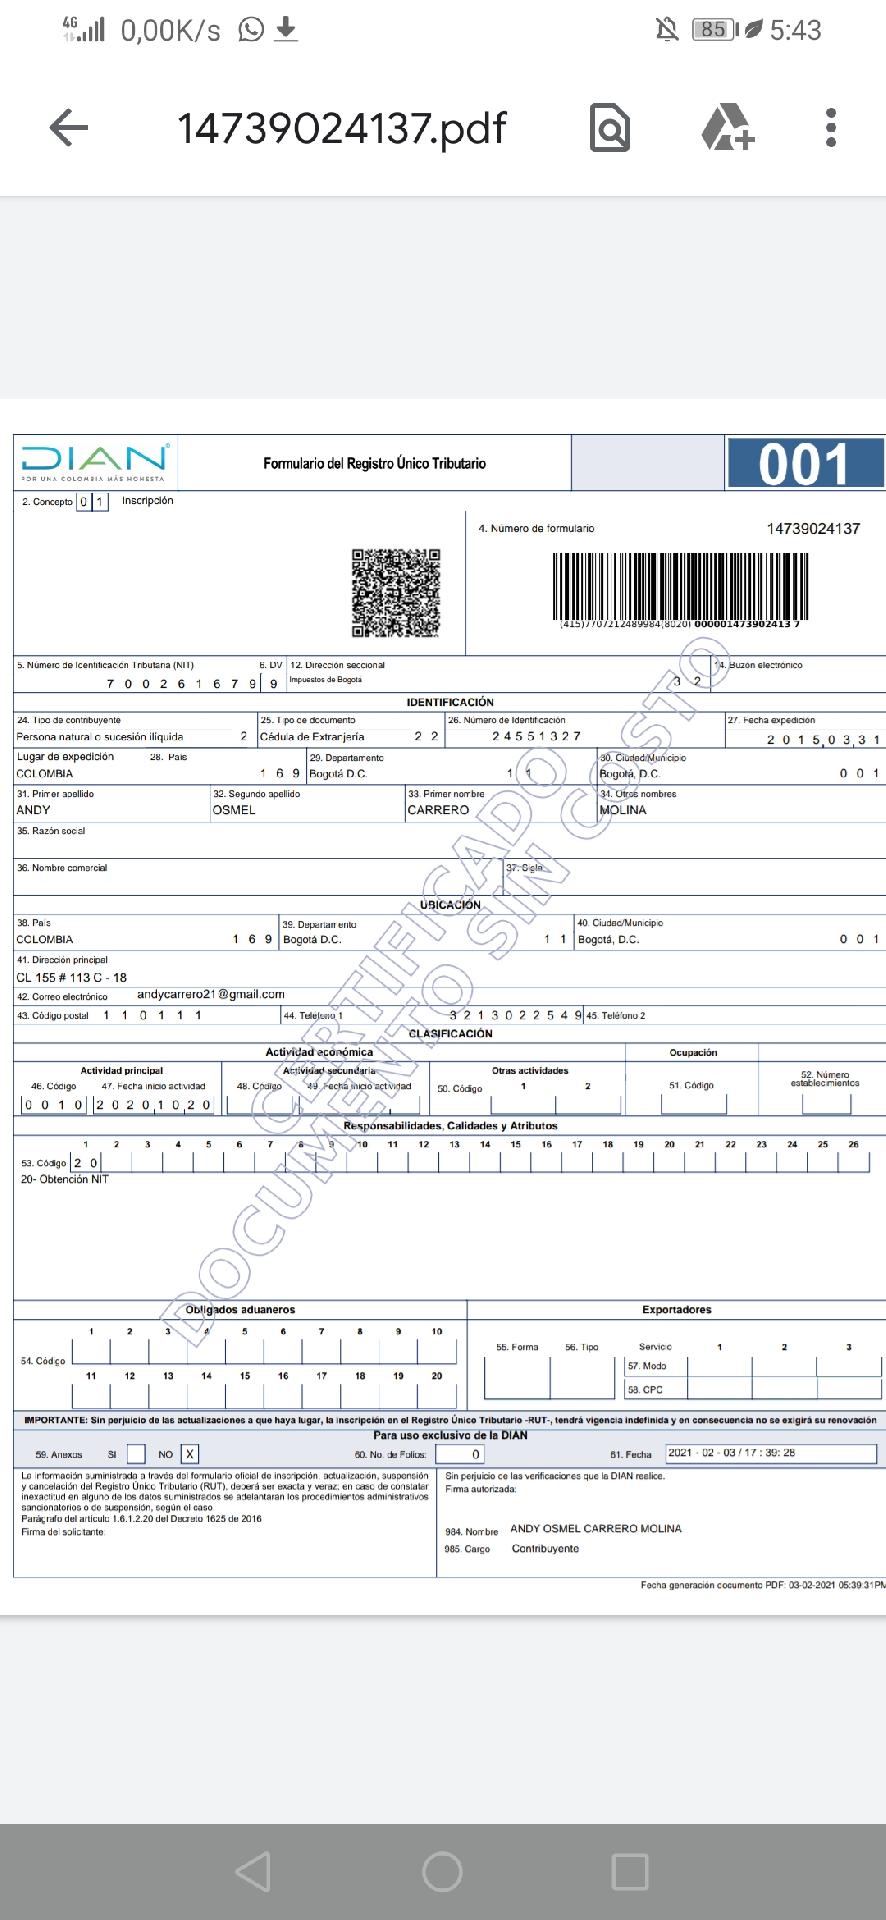 4G 0,00K/s 85 5:43
14739024137.pdf
DIAN®
POR UNA COLOMBIA MÁS HONESTA
Formulario del Registro Único Tributario
001
2. Concepto 0 1 Inscripción
4. Número de formulario 14739024137
(415)7707212489984(8020) 000001473902413 7
5. Número de Identificación Tributaria (NIT) 6. DV 12. Dirección seccional 14. Buzón electrónico
7 0 0 2 6 1 6 7 9 9 Impuestos de Bogotá 3 2
IDENTIFICACIÓN
24. Tipo de contribuyente 25. Tipo de documento 26. Número de Identificación 27. Fecha expedición
Persona natural o sucesión ilíquida 2 Cédula de Extranjería 2 2 2 4 5 5 1 3 2 7 2 0 1 5 0 3 3 1
Lugar de expedición 28. País 29. Departamento 30. Ciudad/Municipio
COLOMBIA 1 6 9 Bogotá D.C. 1 1 Bogotá, D.C. 0 0 1
31. Primer apellido 32. Segundo apellido 33. Primer nombre 34. Otros nombres
ANDY OSMEL CARRERO MOLINA
35. Razón social
36. Nombre comercial 37. Sigla
UBICACIÓN
38. País 39. Departamento 40. Ciudad/Municipio
COLOMBIA 1 6 9 Bogotá D.C. 1 1 Bogotá, D.C. 0 0 1
41. Dirección principal
CL 155 # 113 C - 18
42. Correo electrónico andycarrero21@gmail.com
43. Código postal 1 1 0 1 1 1 44. Teléfono 1 3 2 1 3 0 2 2 5 4 9 45. Teléfono 2
CLASIFICACIÓN
Actividad económica Ocupación
Actividad principal Actividad secundaria Otras actividades 52. Número establecimientos
46. Código 47. Fecha inicio actividad 48. Código 49. Fecha inicio actividad 50. Código 1 2 51. Código
0 0 1 0 2 0 2 0 1 0 2 0
Responsabilidades, Calidades y Atributos
1 2 3 4 5 6 7 8 9 10 11 12 13 14 15 16 17 18 19 20 21 22 23 24 25 26
53. Código 2 0
20- Obtención NIT
CERTIFICADO
DOCUMENTO SIN COSTO
Obligados aduaneros Exportadores
1 2 3 4 5 6 7 8 9 10
54. Código
11 12 13 14 15 16 17 18 19 20
55. Forma 56. Tipo Servicio 1 2 3
57. Modo
58. CPC
IMPORTANTE: Sin perjuicio de las actualizaciones a que haya lugar, la inscripción en el Registro Único Tributario -RUT-, tendrá vigencia indefinida y en consecuencia no se exigirá su renovación
Para uso exclusivo de la DIAN
59. Anexos SI NO X 60. No. de Folios: 0 61. Fecha 2021 - 02 - 03 / 17 : 39: 28
La información suministrada a través del formulario oficial de inscripción, actualización, suspensión
y cancelación del Registro Único Tributario (RUT), deberá ser exacta y veraz; en caso de constatar
inexactitud en alguno de los datos suministrados se adelantarán los procedimientos administrativos
sancionatorios o de suspensión, según el caso.
Parágrafo del artículo 1.6.1.2.20 del Decreto 1625 de 2016
Firma del solicitante:
Sin perjuicio de las verificaciones que la DIAN realice.
Firma autorizada:
984. Nombre ANDY OSMEL CARRERO MOLINA
985. Cargo Contribuyente
Fecha generación documento PDF: 03-02-2021 05:39:31PM